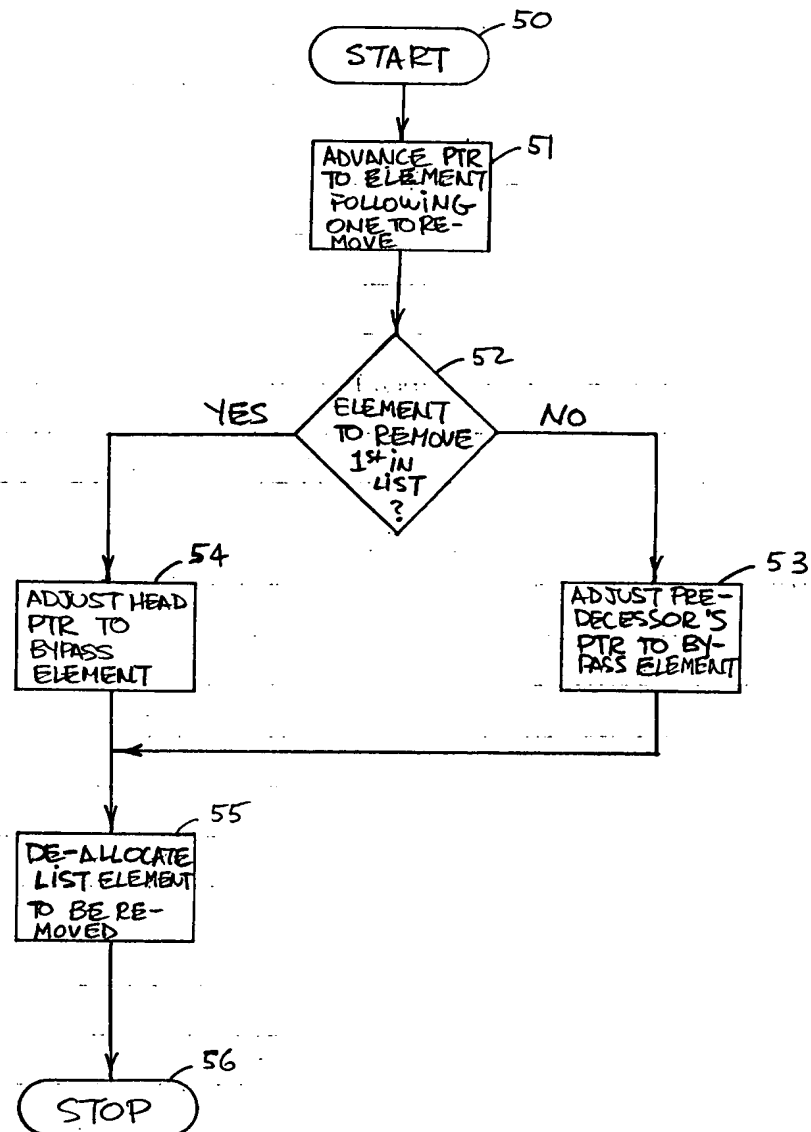 50
START
51
ADVANCE PTR
TO ELEMENT
FOLLOWING
ONE TO RE-
MOVE
52
ELEMENT
TO REMOVE
1st IN
LIST
?
YES
NO
54
ADJUST HEAD
PTR TO
BYPASS
ELEMENT
53
ADJUST PRE-
DECESSOR'S
PTR TO BY-
PASS ELEMENT
55
DE-ALLOCATE
LIST ELEMENT
TO BE RE-
MOVED
56
STOP